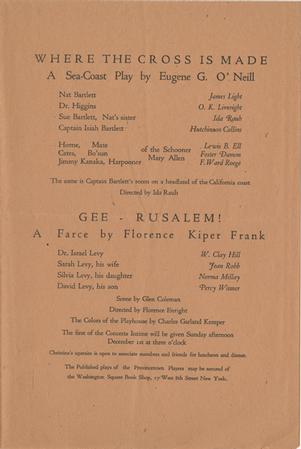 WHERE THE CROSS IS MADE
A Sea-Coast Play by Eugene G. O'Neill
Nat Bartlett James Light
Dr. Higgins O. K. Liveright
Sue Bartlett, Nat's sister Ida Rauh
Captain Isiah Bartlett Hutchinson Collins
Horne, Mate Lewis B. Ell
Cates, Bo'sun of the Schooner Foster Damon
Jimmy Kanaka, Harpooner Mary Allen F. Ward Roege
The scene is Captain Bartlett's room on a headland of the California coast
Directed by Ida Rauh
GEE - RUSALEM!
A Farce by Florence Kiper Frank
Dr. Israel Levy W. Clay Hill
Sarah Levy, his wife Jean Robb
Silvia Levy, his daughter Norma Millay
David Levy, his son Percy Winner
Scene by Glen Coleman
Directed by Florence Enright
The Colors of the Playhouse by Charles Garland Kemper
The first of the Concerts Intime will be given Sunday afternoon
December 1st at three o'clock
Christine's upstairs is open to associate members and friends for luncheon and dinner.
The Published plays of the Provincetown Players may be secured of
the Washington Square Book Shop, 17 West 8th Street New York.